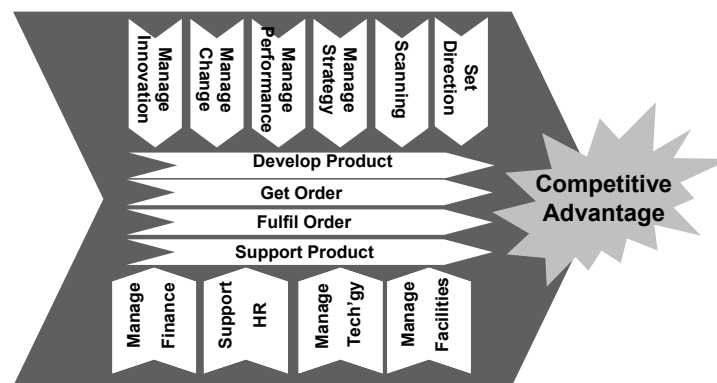 Manage
Innovation
Manage
Change
Manage
Performance
Manage
Strategy
Scanning
Set
Direction
Develop Product
Get Order
Fulfil Order
Support Product
Competitive
Advantage
Manage
Finance
Support
HR
Manage
Tech'gy
Manage
Facilities